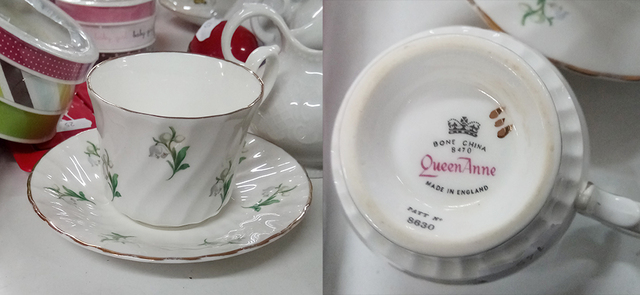 BONE CHINA
8470
Queen Anne
MADE IN ENGLAND
PATT Nº
8630